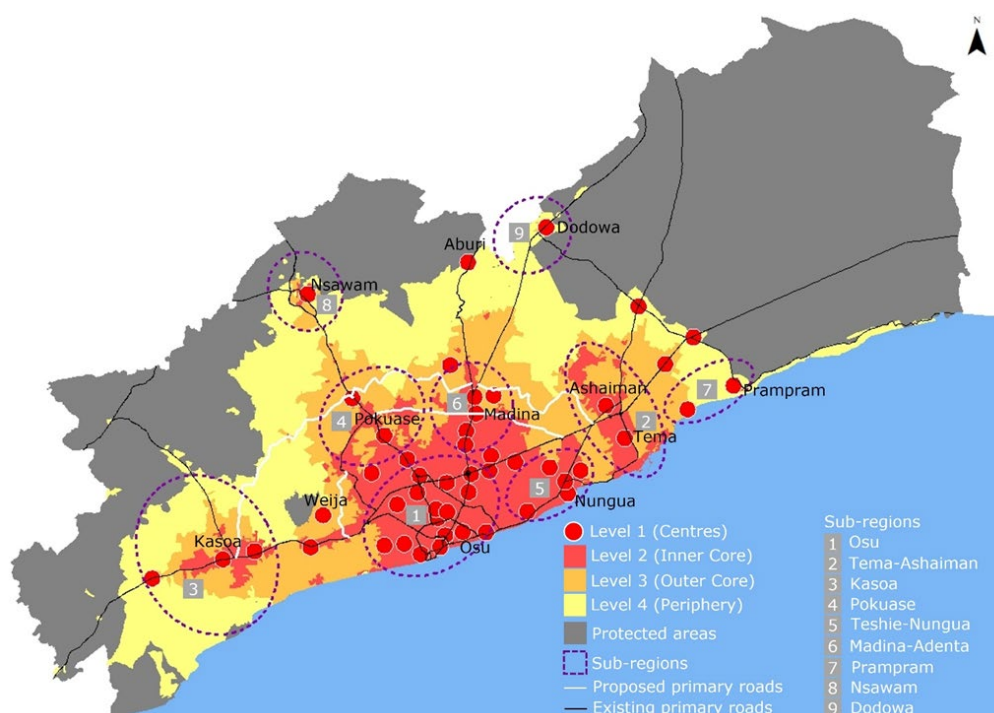 N
9
Dodowa
Aburi
Nsawam
8
7
Prampram
Ashaiman
6
Madina
4
Pokuase
2
Tema
5
Nungua
Weija
1
Osu
Kasoa
3
Level 1 (Centres)
Level 2 (Inner Core)
Level 3 (Outer Core)
Level 4 (Periphery)
Protected areas
Sub-regions
Proposed primary roads
Existing primary roads
Sub-regions
1 Osu
2 Tema-Ashaiman
3 Kasoa
4 Pokuase
5 Teshie-Nungua
6 Madina-Adenta
7 Prampram
8 Nsawam
9 Dodowa